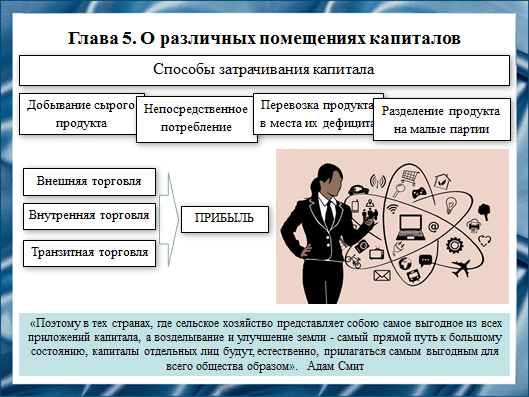 Глава 5. О различных помещениях капиталов
Способы затрачивания капитала
Добывание сырого
продукта
Непосредственное
потребление
Перевозка продукта
в места их дефицита
Разделение продукта
на малые партии
Внешняя торговля
Внутренняя торговля
Транзитная торговля
ПРИБЫЛЬ
«Поэтому в тех странах, где сельское хозяйство представляет собою самое выгодное из всех
приложений капитала, а возделывание и улучшение земли - самый прямой путь к большому
состоянию, капиталы отдельных лиц будут, естественно, прилагаться самым выгодным для
всего общества образом». Адам Смит